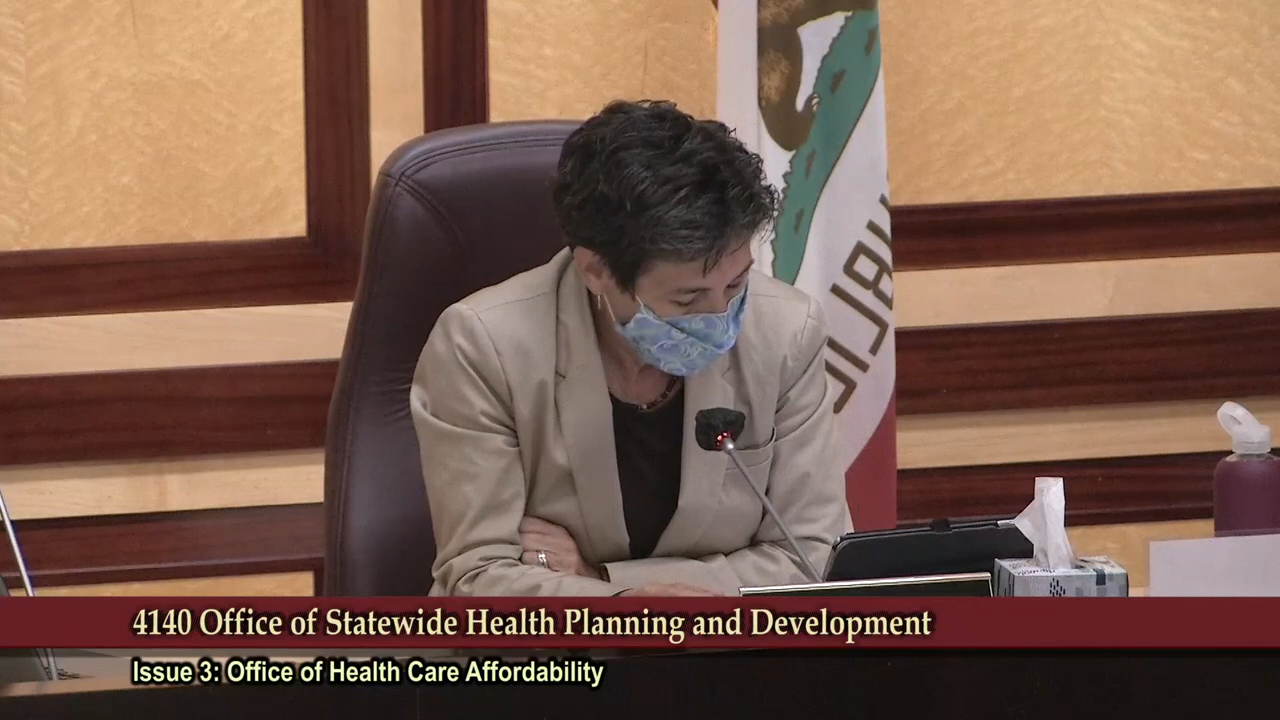 4140 Office of Statewide Health Planning and Development
Issue 3: Office of Health Care Affordability